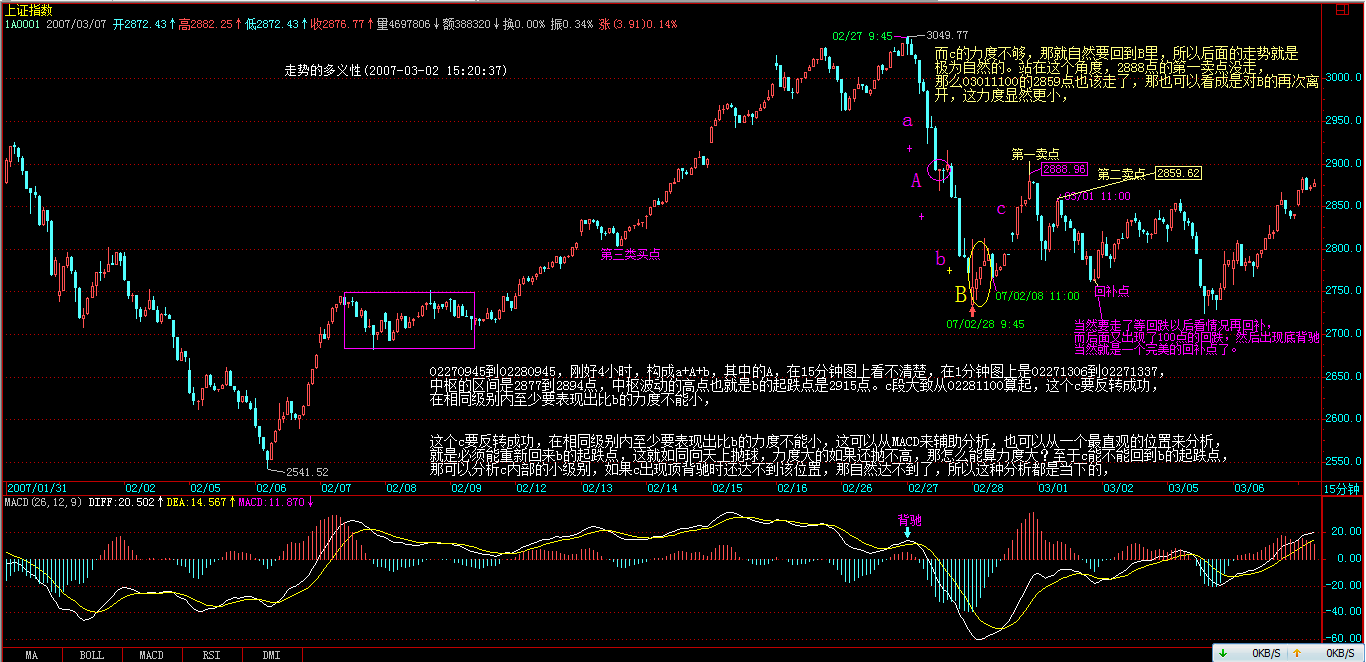 上证指数
1A0001 2007/03/07 开2872.43↑高2882.25↑低2872.43↑收2876.77↑量4697806↓额388320↓换0.00% 振0.34% 涨(3.91)0.14%
02/27 9:45
3049.77
走势的多义性(2007-03-02 15:20:37)
而c的力度不够，那就自然要回到B里，所以后面的走势就是
极为自然的。站在这个角度，2888点的第一卖点没走，
那么03011100的2859点也该走了，那也可以看成是对B的再次离
开，这力度显然更小，
3000.0
2950.0
2900.0
2850.0
2800.0
2750.0
2700.0
2650.0
2600.0
2550.0
a
+
A
+
b
+
B
c
第一卖点
2888.96
第二卖点
2859.62
03/01 11:00
第三类买点
回补点
07/02/08 11:00
07/02/28 9:45
当然要走了等回跌以后看情况再回补，
而后面又出现了100点的回跌，然后出现底背驰
当然就是一个完美的回补点了。
02270945到02280945，刚好4小时，构成a+A+b，其中的A，在15分钟图上看不清楚，在1分钟图上是02271306到02271337，
中枢的区间是2877到2894点，中枢波动的高点也就是b的起跌点是2915点。c段大致从02281100算起，这个c要反转成功，
在相同级别内至少要表现出比b的力度不能小，
这个c要反转成功，在相同级别内至少要表现出比b的力度不能小，这可以从MACD来辅助分析，也可以从一个最直观的位置来分析，
就是必须能重新回来b的起跌点，这就如同向天上抛球，力度大的如果还抛不高，那怎么能算力度大？至于c能不能回到b的起跌点，
那可以分析c内部的小级别，如果c出现顶背驰时还达不到该位置，那自然达不到了，所以这种分析都是当下的，
2541.52
2007/01/31 02/02 02/05 02/06 02/07 02/08 02/09 02/12 02/13 02/14 02/15 02/16 02/26 02/27 02/28 03/01 03/02 03/05 03/06 15分钟
MACD(26,12,9) DIFF:20.502↑DEA:14.567↑MACD:11.870↓
背驰
20.00
0.00
-20.00
-40.00
-60.00
MA BOLL MACD RSI DMI
↓ 0KB/S ↑ 0KB/S